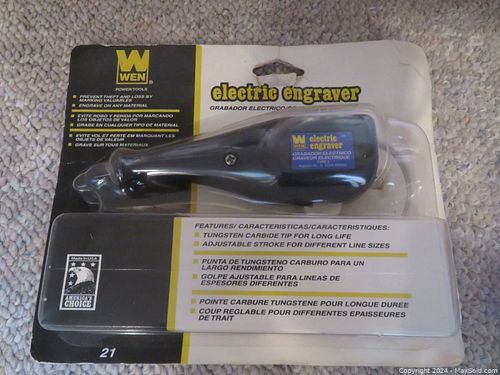 WEN
POWER TOOLS
PREVENT THEFT AND LOSS BY
MARKING VALUABLES
ENGRAVE ON ANY MATERIAL
EVITE ROBO Y PERIDA POR MARCANDO
LOS OBJETOS DE VALOR
GRABE EN CUALQUIER TIPO DE MATERIAL
EVITE VOL ET PERTE EM MARQUANT LES
OBJETS DE VALEUR
GRAVE SUR TOUS MATERIAUX
electric engraver
GRABADOR ELECTRICO
WEN
electric
engraver
GRABADOR ELECTRICO
GRAVEUR ELECTRIQUE
FEATURES/ CARACTERISTICAS/CARACTERISTIQUES:
TUNGSTEN CARBIDE TIP FOR LONG LIFE
ADJUSTABLE STROKE FOR DIFFERENT LINE SIZES
PUNTA DE TUNGSTENO CARBURO PARA UN
LARGO RENDIMIENTO
GOLPE AJUSTABLE PARA LINEAS DE
ESPESORES DIFERENTES
POINTE CARBURE TUNGSTENE POUR LONGUE DUREE
COUP REGLABLE POUR DIFFERENTES EPAISSEURS
DE TRAIT
Made In USA
AMERICA'S
CHOICE
21
Copyright 2024 - MaxSold.com